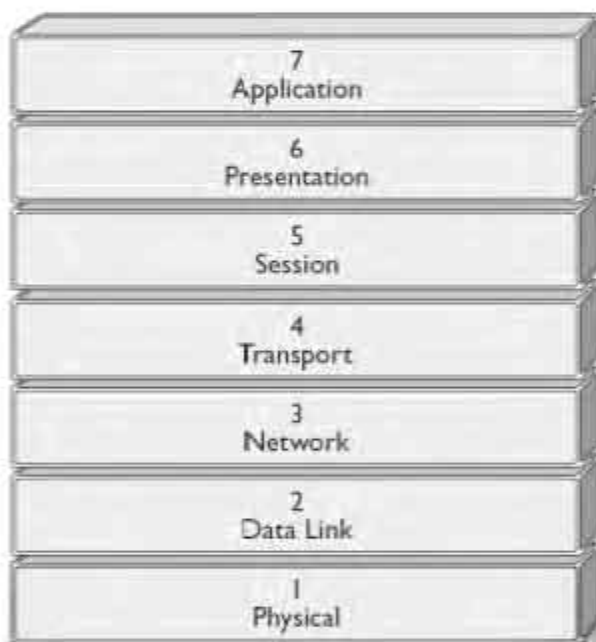 7
Application
6
Presentation
5
Session
4
Transport
3
Network
2
Data Link
1
Physical